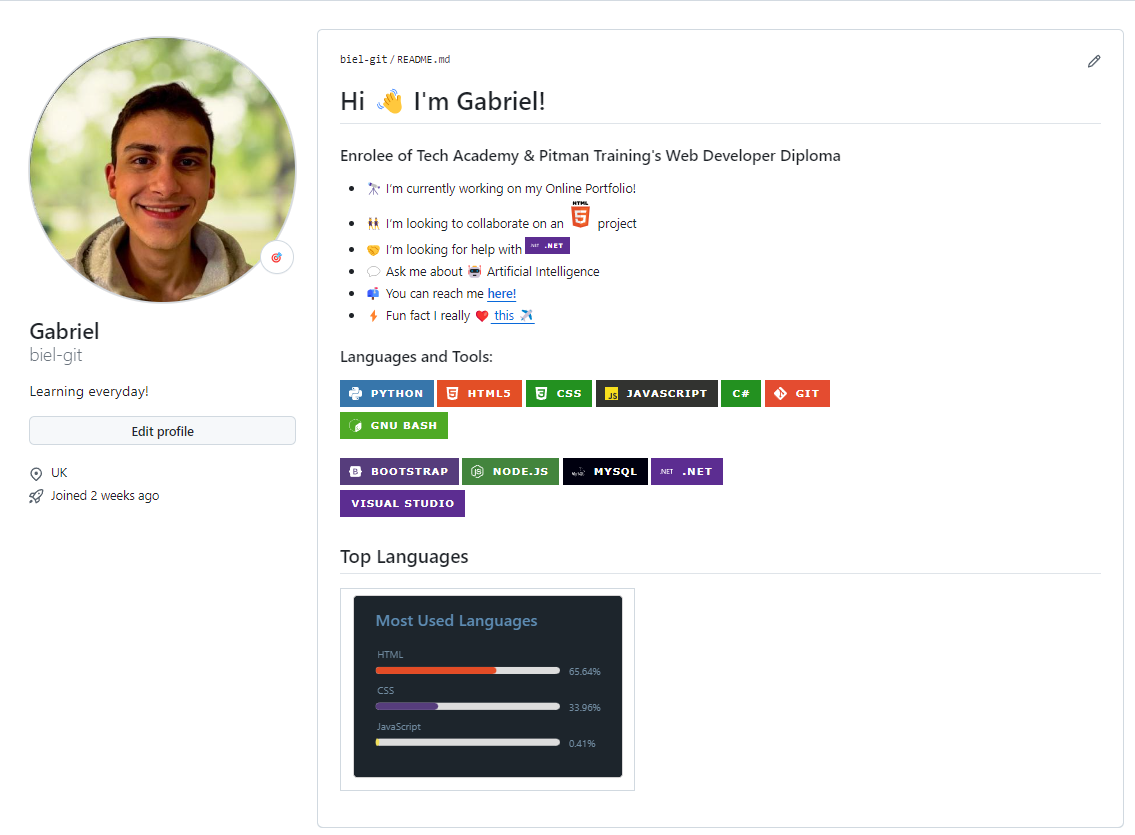 biel-git / README.md
Hi 👋 I'm Gabriel!
Enrolee of Tech Academy & Pitman Training's Web Developer Diploma
I'm currently working on my Online Portfolio!
I'm looking to collaborate on an HTML 5 project
I'm looking for help with .NET .NET
Ask me about Artificial Intelligence
You can reach me here!
Fun fact I really ❤️ this ✈️
Gabriel
biel-git
Learning everyday!
Edit profile
UK
Joined 2 weeks ago
Languages and Tools:
PYTHON HTML5 CSS JS JAVASCRIPT C# GIT
GNU BASH
B BOOTSTRAP NODE.JS MySQL MYSQL .NET .NET
VISUAL STUDIO
Top Languages
Most Used Languages
HTML
65.64%
CSS
33.96%
JavaScript
0.41%